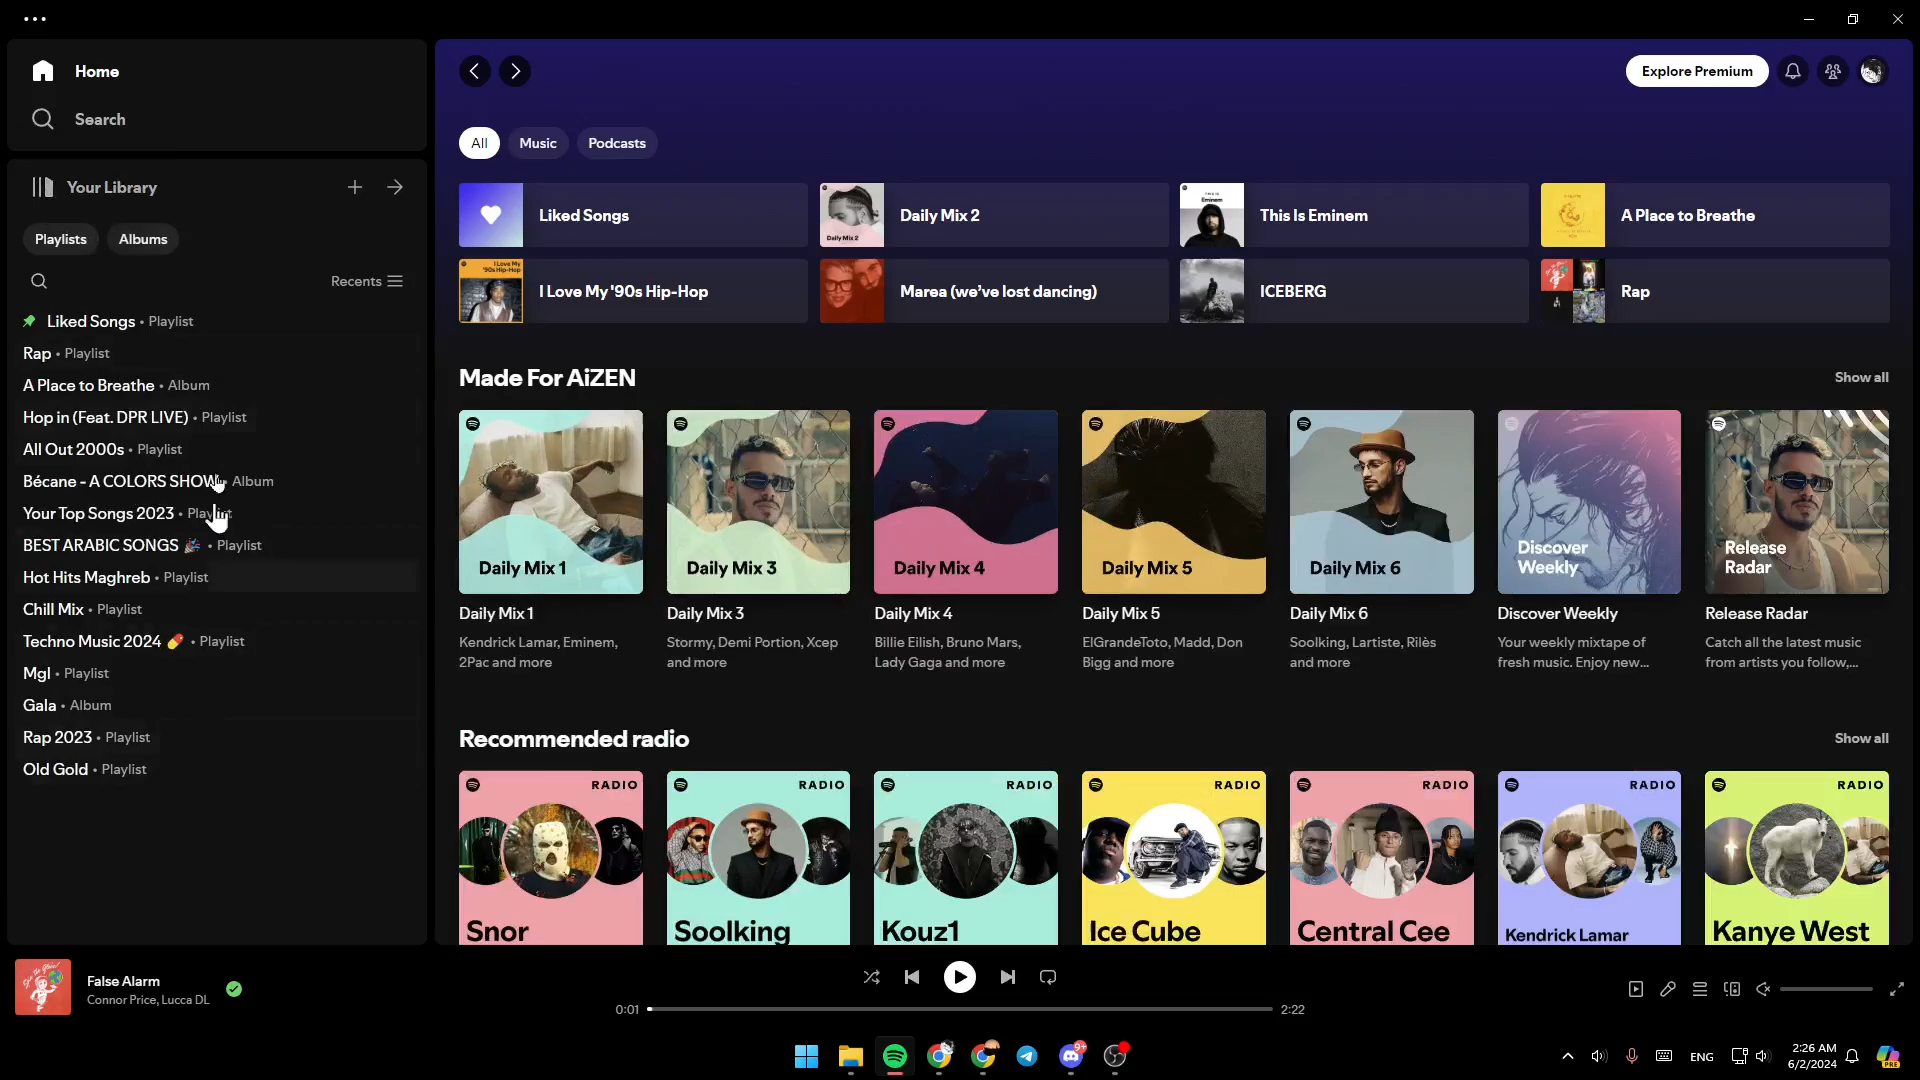 Home
Search
Your Library
Playlists
Albums
Recents
Liked Songs • Playlist
Rap • Playlist
A Place to Breathe • Album
Hop in (Feat. DPR LIVE) • Playlist
All Out 2000s • Playlist
Bécane - A COLORS SHOW • Album
Your Top Songs 2023 • Playlist
BEST ARABIC SONGS 🎉 • Playlist
Hot Hits Maghreb • Playlist
Chill Mix • Playlist
Techno Music 2024 💊 • Playlist
Mgl • Playlist
Gala • Album
Rap 2023 • Playlist
Old Gold • Playlist
Explore Premium
All
Music
Podcasts
Liked Songs
Daily Mix 2
Daily Mix 2
This Is Eminem
A Place to Breathe
I Love My '90s Hip-Hop
I Love My '90s Hip-Hop
Marea (we've lost dancing)
ICEBERG
Rap
Made For AiZEN
Show all
Daily Mix 1
Daily Mix 3
Daily Mix 4
Daily Mix 5
Daily Mix 6
Discover
Weekly
Release
Radar
Daily Mix 1
Kendrick Lamar, Eminem,
2Pac and more
Daily Mix 3
Stormy, Demi Portion, Xcep
and more
Daily Mix 4
Billie Eilish, Bruno Mars,
Lady Gaga and more
Daily Mix 5
ElGrandeToto, Madd, Don
Bigg and more
Daily Mix 6
Soolking, Lartiste, Rilès
and more
Discover Weekly
Your weekly mixtape of
fresh music. Enjoy new...
Release Radar
Catch all the latest music
from artists you follow,...
Recommended radio
Show all
RADIO
Snor
RADIO
Soolking
RADIO
Kouz1
RADIO
Ice Cube
RADIO
Central Cee
RADIO
Kendrick Lamar
RADIO
Kanye West
False Alarm
Connor Price, Lucca DL
0:01
2:22
9+
ENG
2:26 AM
6/2/2024
PRE